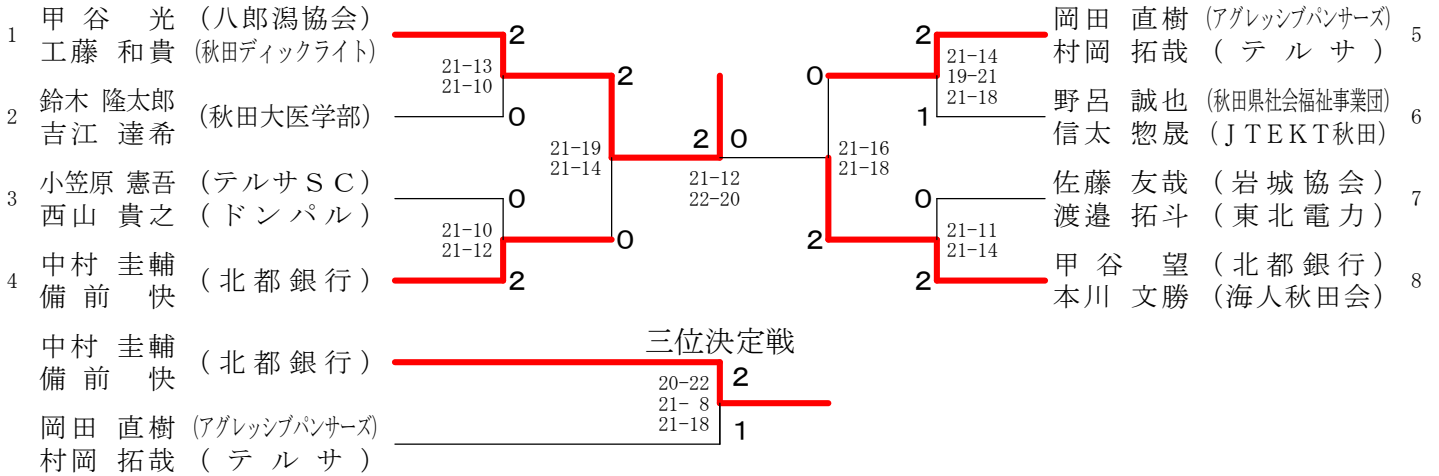 1 甲谷 光 (八郎潟協会)
工藤 和貴 (秋田ディックライト)
2
21-13
21-10
2
2 鈴木 隆太郎
吉江 達希 (秋田大医学部)
0
21-19
21-14
3 小笠原 憲吾 (テルサSC)
西山 貴之 (ドンパル)
0
21-10
21-12
0
4 中村 圭輔
備前 快 (北都銀行)
2
2 0
21-12
22-20
岡田 直樹 (アグレッシブパンサーズ) 5
村岡 拓哉 (テルサ)
2
21-14
19-21
21-18
0
野呂 誠也 (秋田県社会福祉事業団) 6
信太 惣晟 (JTEKT秋田)
1
21-16
21-18
佐藤 友哉 (岩城協会) 7
渡邉 拓斗 (東北電力)
0
21-11
21-14
2
甲谷 望 (北都銀行) 8
本川 文勝 (海人秋田会)
2
三位決定戦
中村 圭輔
備前 快 (北都銀行)
2
20-22
21- 8
21-18
1
岡田 直樹 (アグレッシブパンサーズ)
村岡 拓哉 (テルサ)